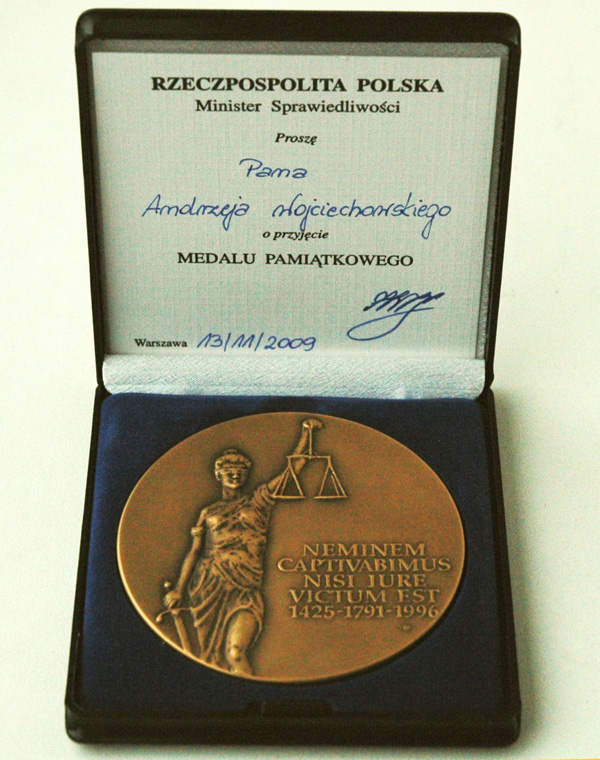 RZECZPOSPOLITA POLSKA
Minister Sprawiedliwości
Proszę
Pana
Andrzeja Wojciechowskiego
o przyjęcie
MEDALU PAMIĄTKOWEGO
Warszawa 13/11/2009
NEMINEM
CAPTIVABIMUS
NISI IURE
VICTUM EST
1425-1791-1996